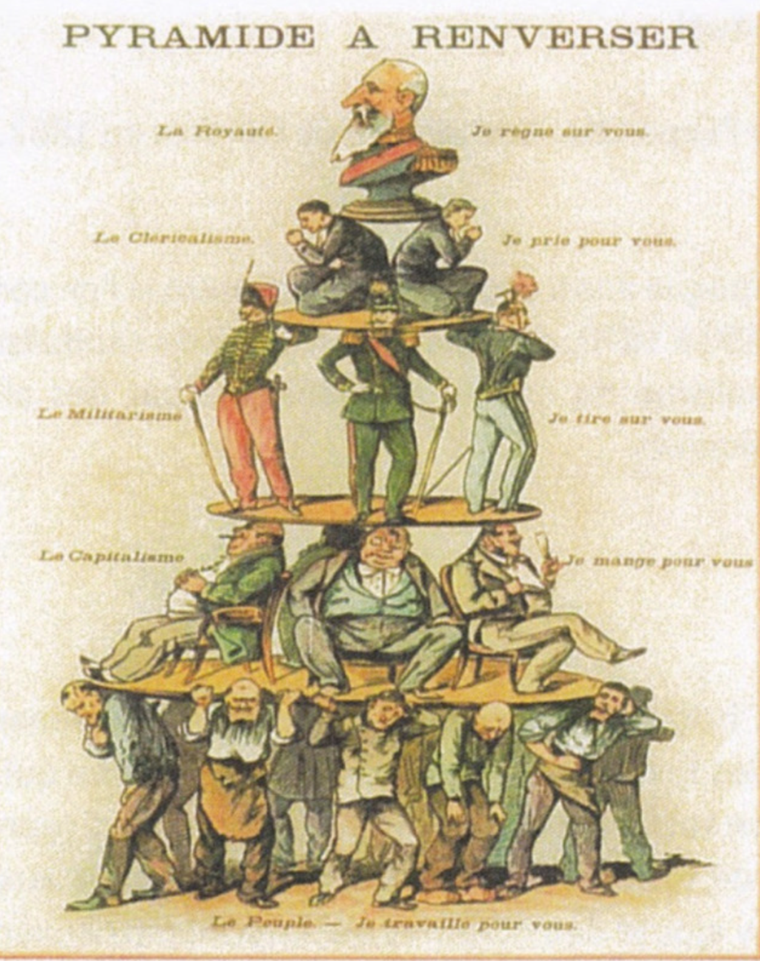 PYRAMIDE A RENVERSER
La Royauté. Je règne sur vous.
Le Cléricalisme. Je prie pour vous.
Le Militarisme Je tire sur vous.
Le Capitalisme Je mange pour vous
Le Peuple. — Je travaille pour vous.